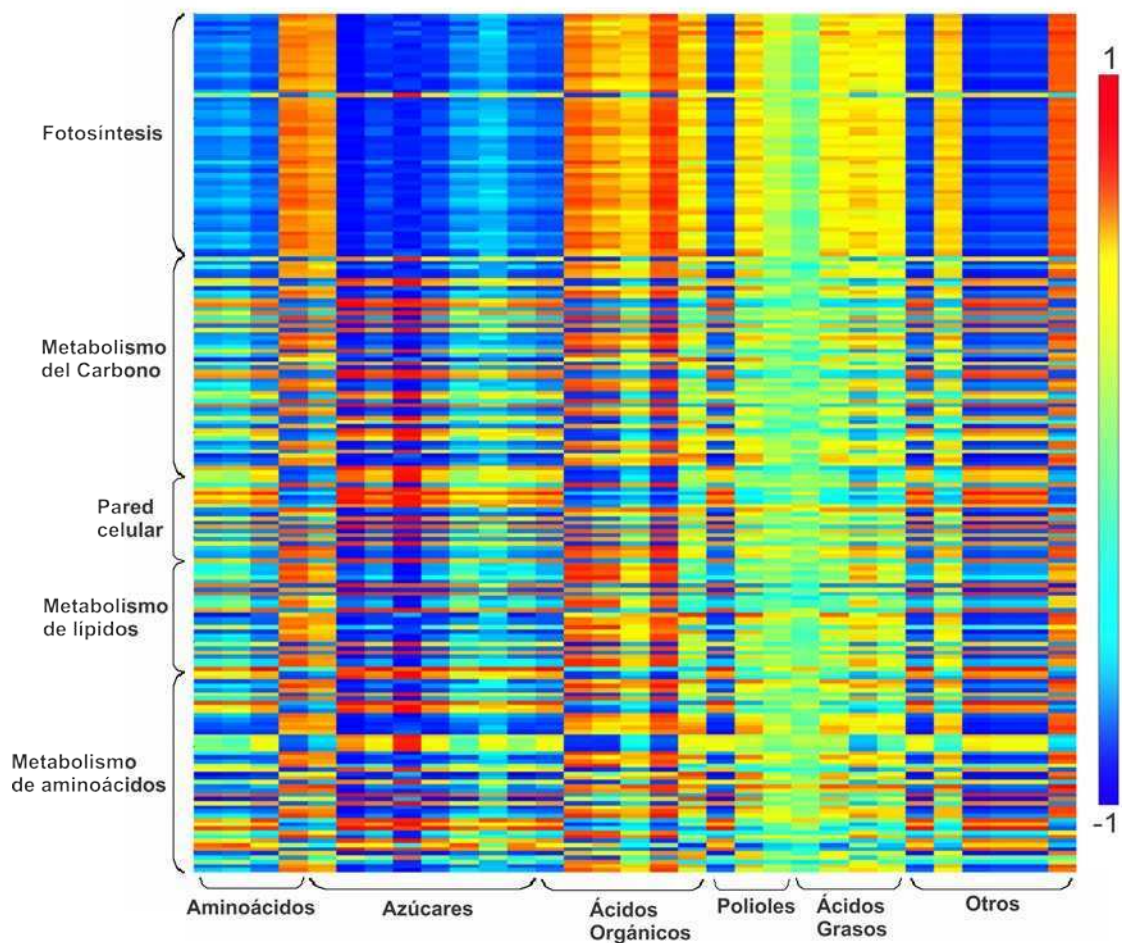 Fotosíntesis
Metabolismo
del Carbono
Pared
celular
Metabolismo
de lípidos
Metabolismo
de aminoácidos
1
-1
Aminoácidos
Azúcares
Ácidos
Orgánicos
Polioles
Ácidos
Grasos
Otros